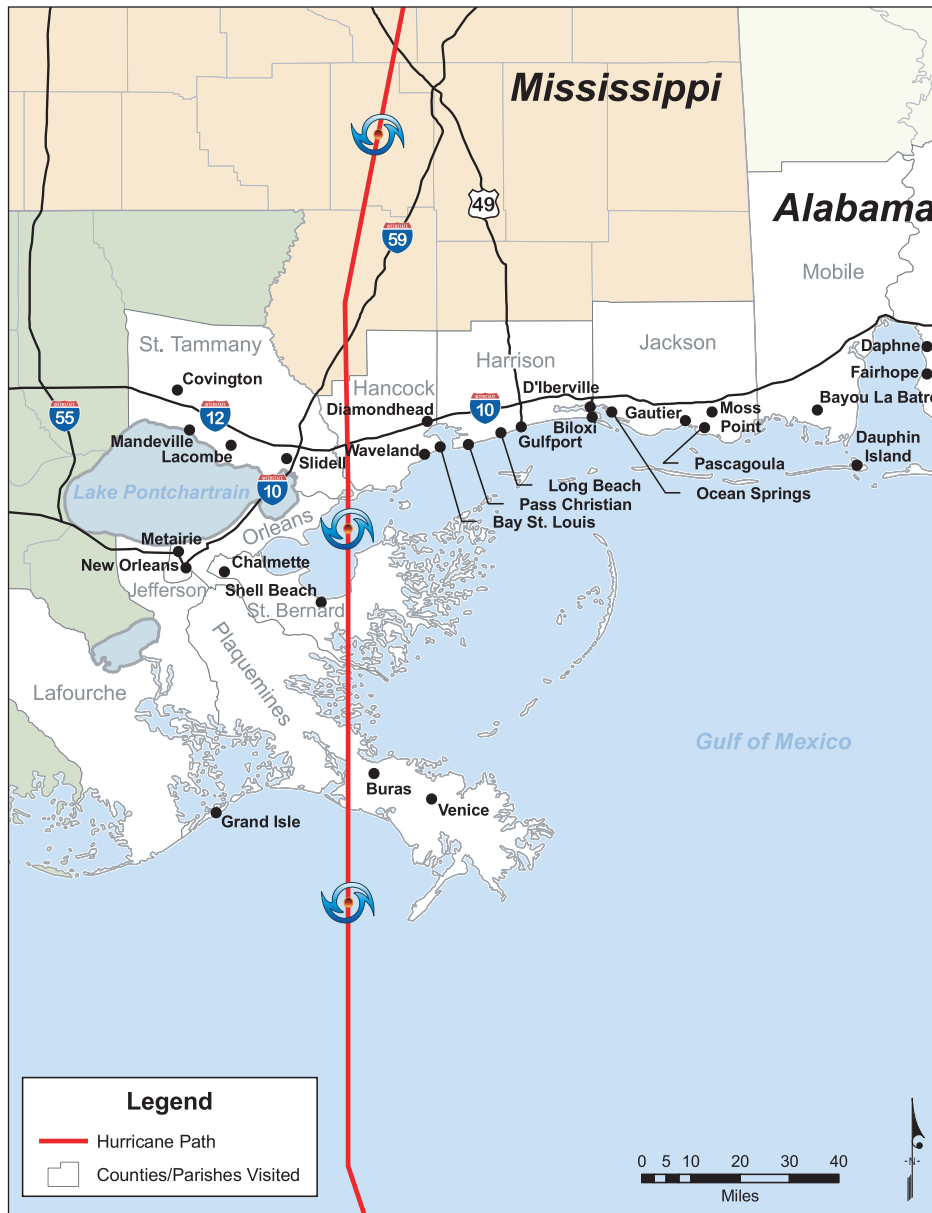 Mississippi
49
Alabama
59
Mobile
St. Tammany
Jackson
Harrison
Daphne
Covington
Hancock
D'Iberville
Fairhope
Diamondhead
INTERSTATE
10
Gautier
Moss
Point
Bayou La Batre
55
12
Biloxi
Mandeville
Gulfport
Lacombe
Waveland
Dauphin
Island
Slidell
Pascagoula
Lake Pontchartrain
10
Long Beach
Ocean Springs
Pass Christian
Orleans
Bay St. Louis
Metairie
New Orleans
Chalmette
Jefferson
Shell Beach
St. Bernard
Plaquemines
Lafourche
Gulf of Mexico
Buras
Venice
Grand Isle
Legend
Hurricane Path
Counties/Parishes Visited
0 5 10 20 30 40
Miles
-N-